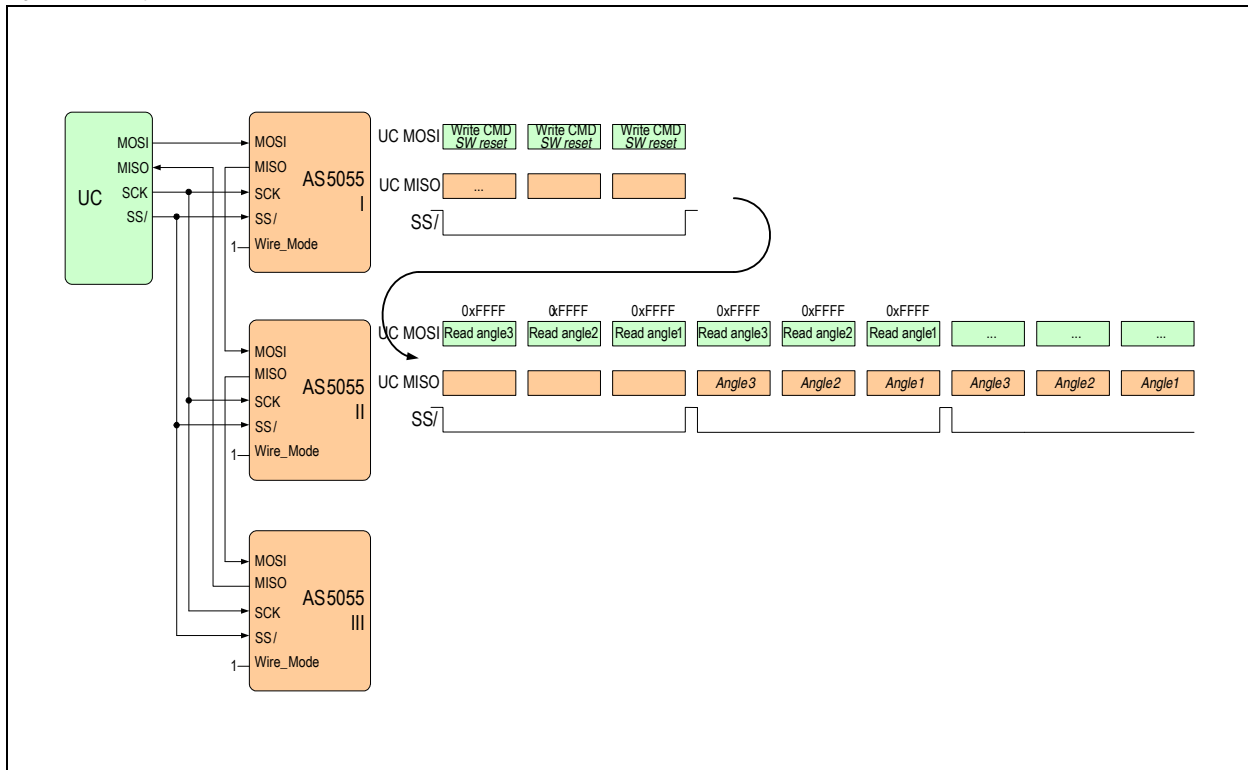 UC
MOSI
MISO
SCK
SS/
MOSI
MISO
SCK
SS/
1 Wire_Mode
AS5055
I
UC MOSI
Write CMD
SW reset
Write CMD
SW reset
Write CMD
SW reset
UC MISO
...
SS/
MOSI
MISO
SCK
SS/
1 Wire_Mode
AS5055
II
0xFFFF 0xFFFF 0xFFFF 0xFFFF 0xFFFF 0xFFFF
UC MOSI Read angle3 Read angle2 Read angle1 Read angle3 Read angle2 Read angle1 ... ... ...
UC MISO Angle3 Angle2 Angle1 Angle3 Angle2 Angle1
SS/
MOSI
MISO
SCK
SS/
1 Wire_Mode
AS5055
III